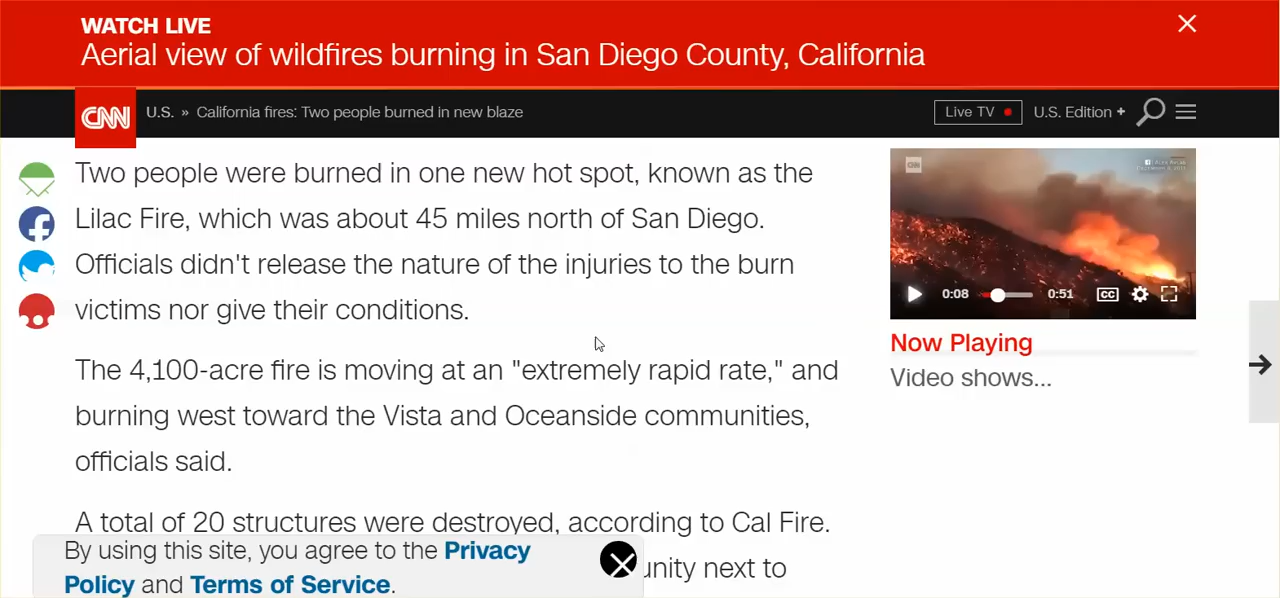 WATCH LIVE
Aerial view of wildfires burning in San Diego County, California
CNN
U.S. » California fires: Two people burned in new blaze
Live TV
U.S. Edition +
Two people were burned in one new hot spot, known as the
Lilac Fire, which was about 45 miles north of San Diego.
Officials didn't release the nature of the injuries to the burn
victims nor give their conditions.
The 4,100-acre fire is moving at an "extremely rapid rate," and
burning west toward the Vista and Oceanside communities,
officials said.
A total of 20 structures were destroyed, according to Cal Fire.
unity next to
By using this site, you agree to the Privacy
Policy and Terms of Service.
CNN
0:08
0:51
CC
Now Playing
Video shows...